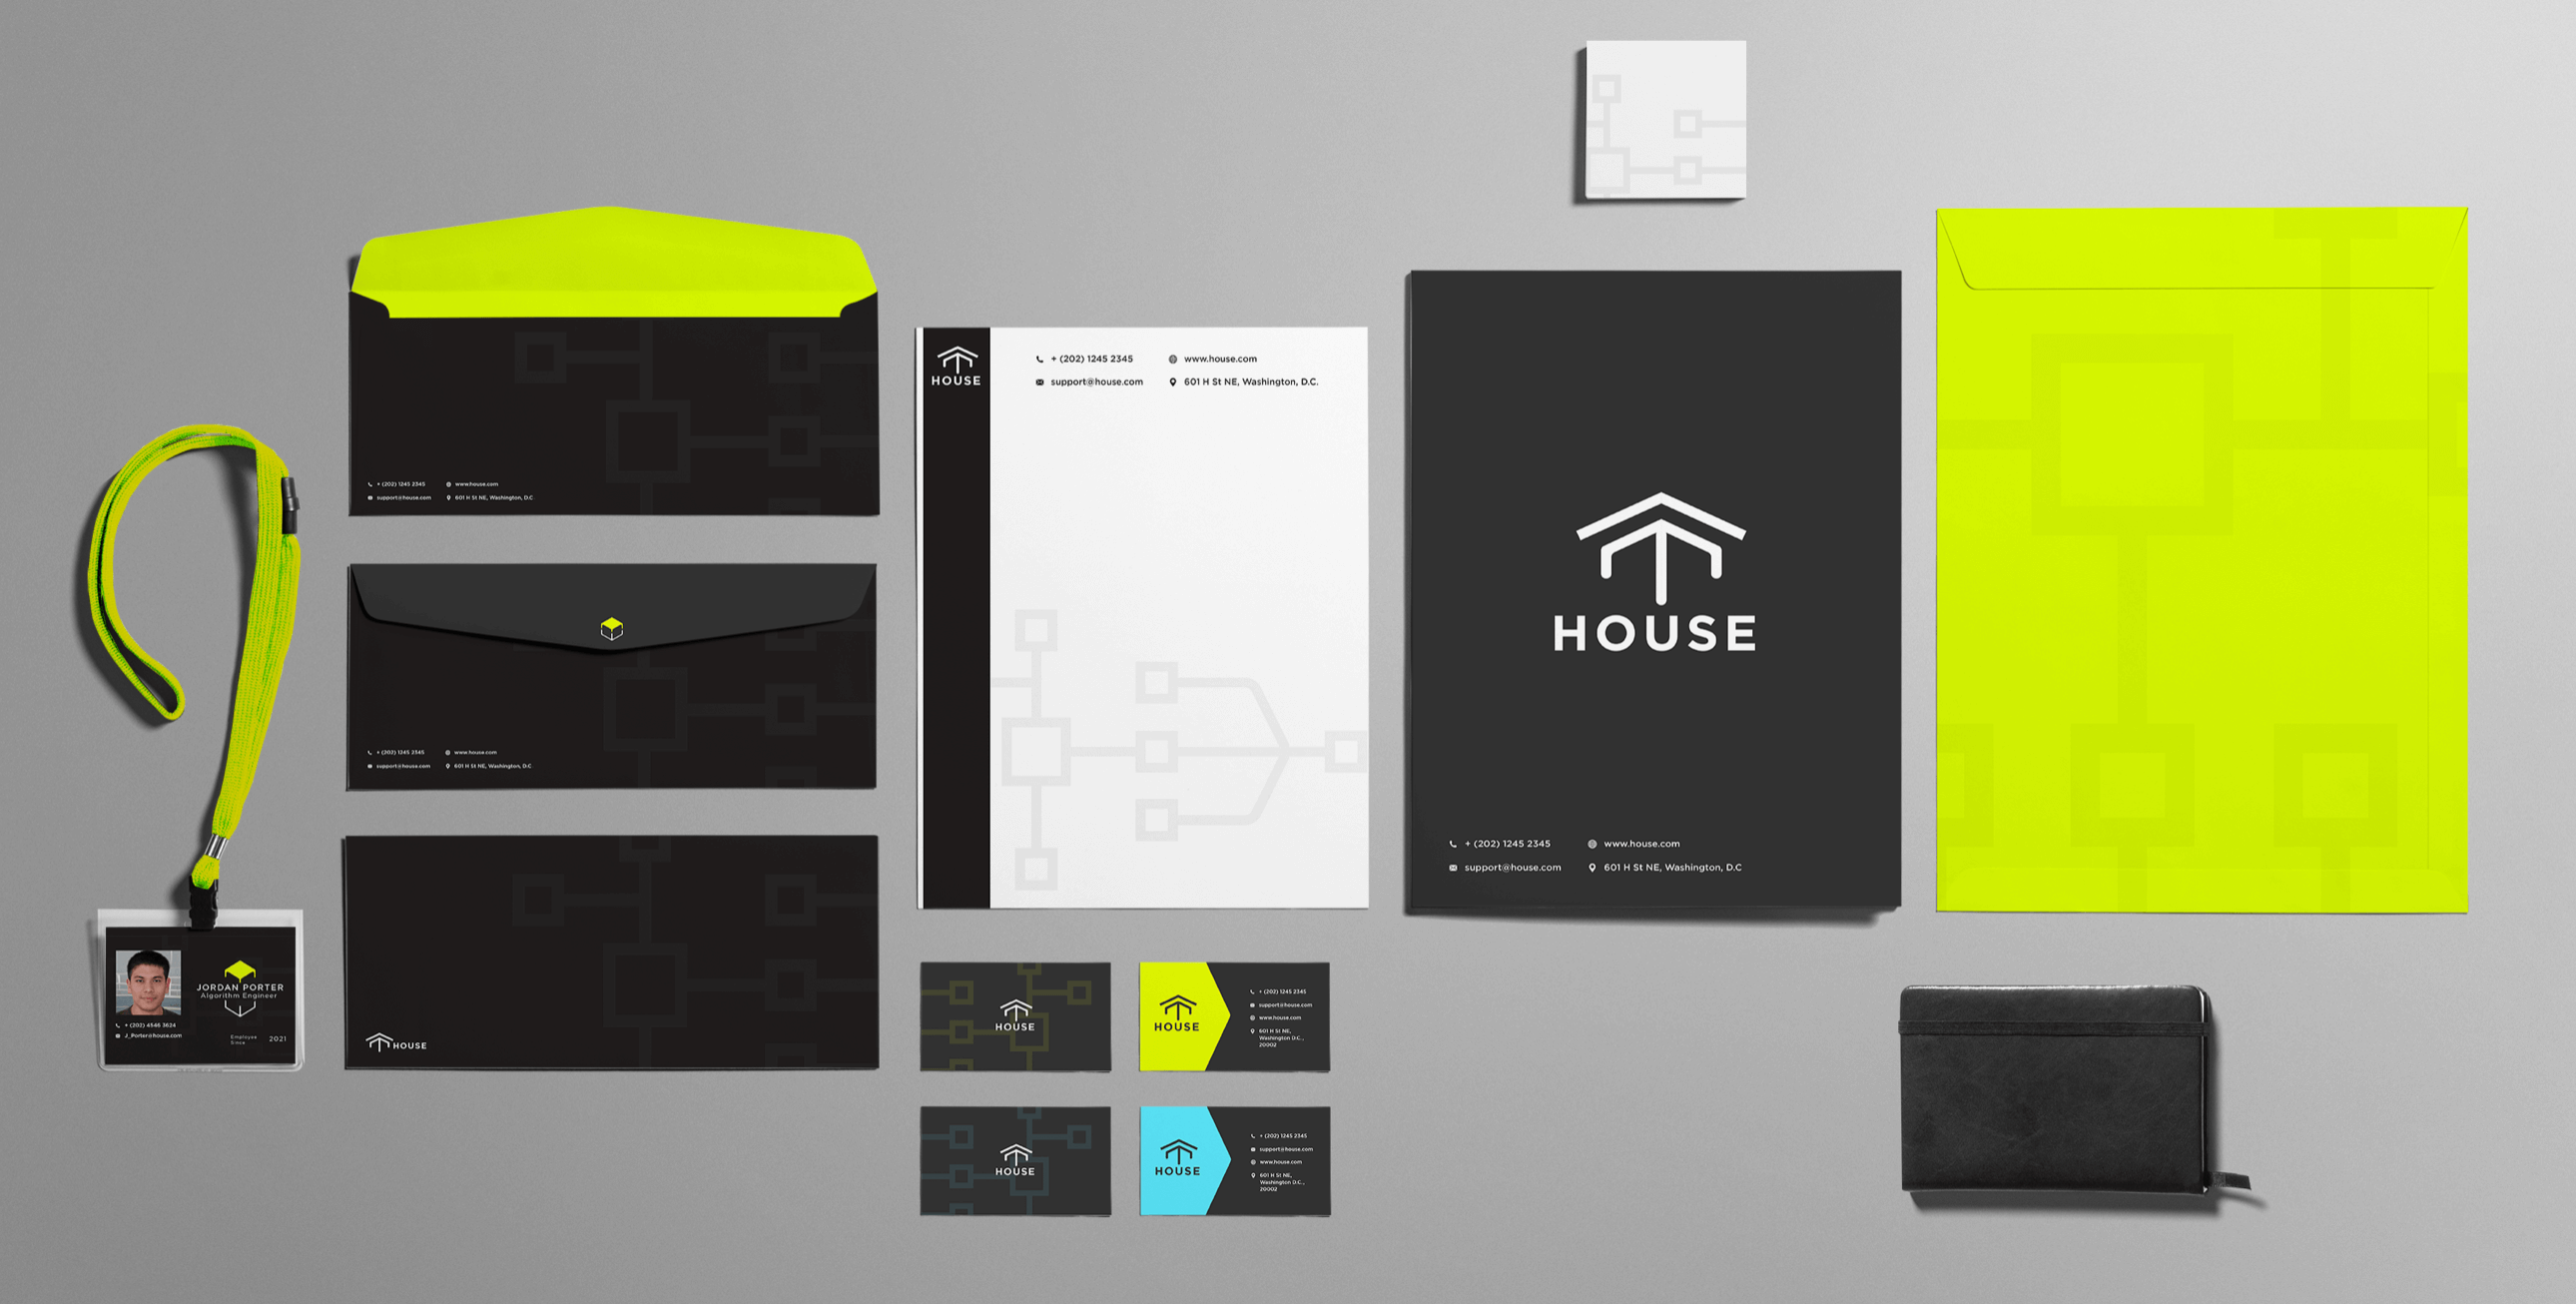 + (202) 1245 2345
www.house.com
support@house.com
601 H St NE, Washington, D.C.
+ (202) 1245 2345
www.house.com
support@house.com
601 H St NE, Washington, D.C
HOUSE
JORDAN PORTER
Algorithm Engineer
+ (202) 4546 3624
J_Porter@house.com
Employee
Since
2021
HOUSE
+ (202) 1245 2345
www.house.com
support@house.com
601 H St NE, Washington, D.C.
HOUSE
HOUSE
+ (202) 1245 2345
support@house.com
www.house.com
601 H St NE,
Washington D.C.,
20002
HOUSE
HOUSE
+ (202) 1245 2345
support@house.com
www.house.com
601 H St NE,
Washington D.C.,
20002
HOUSE
+ (202) 1245 2345
www.house.com
support@house.com
601 H St NE, Washington, D.C